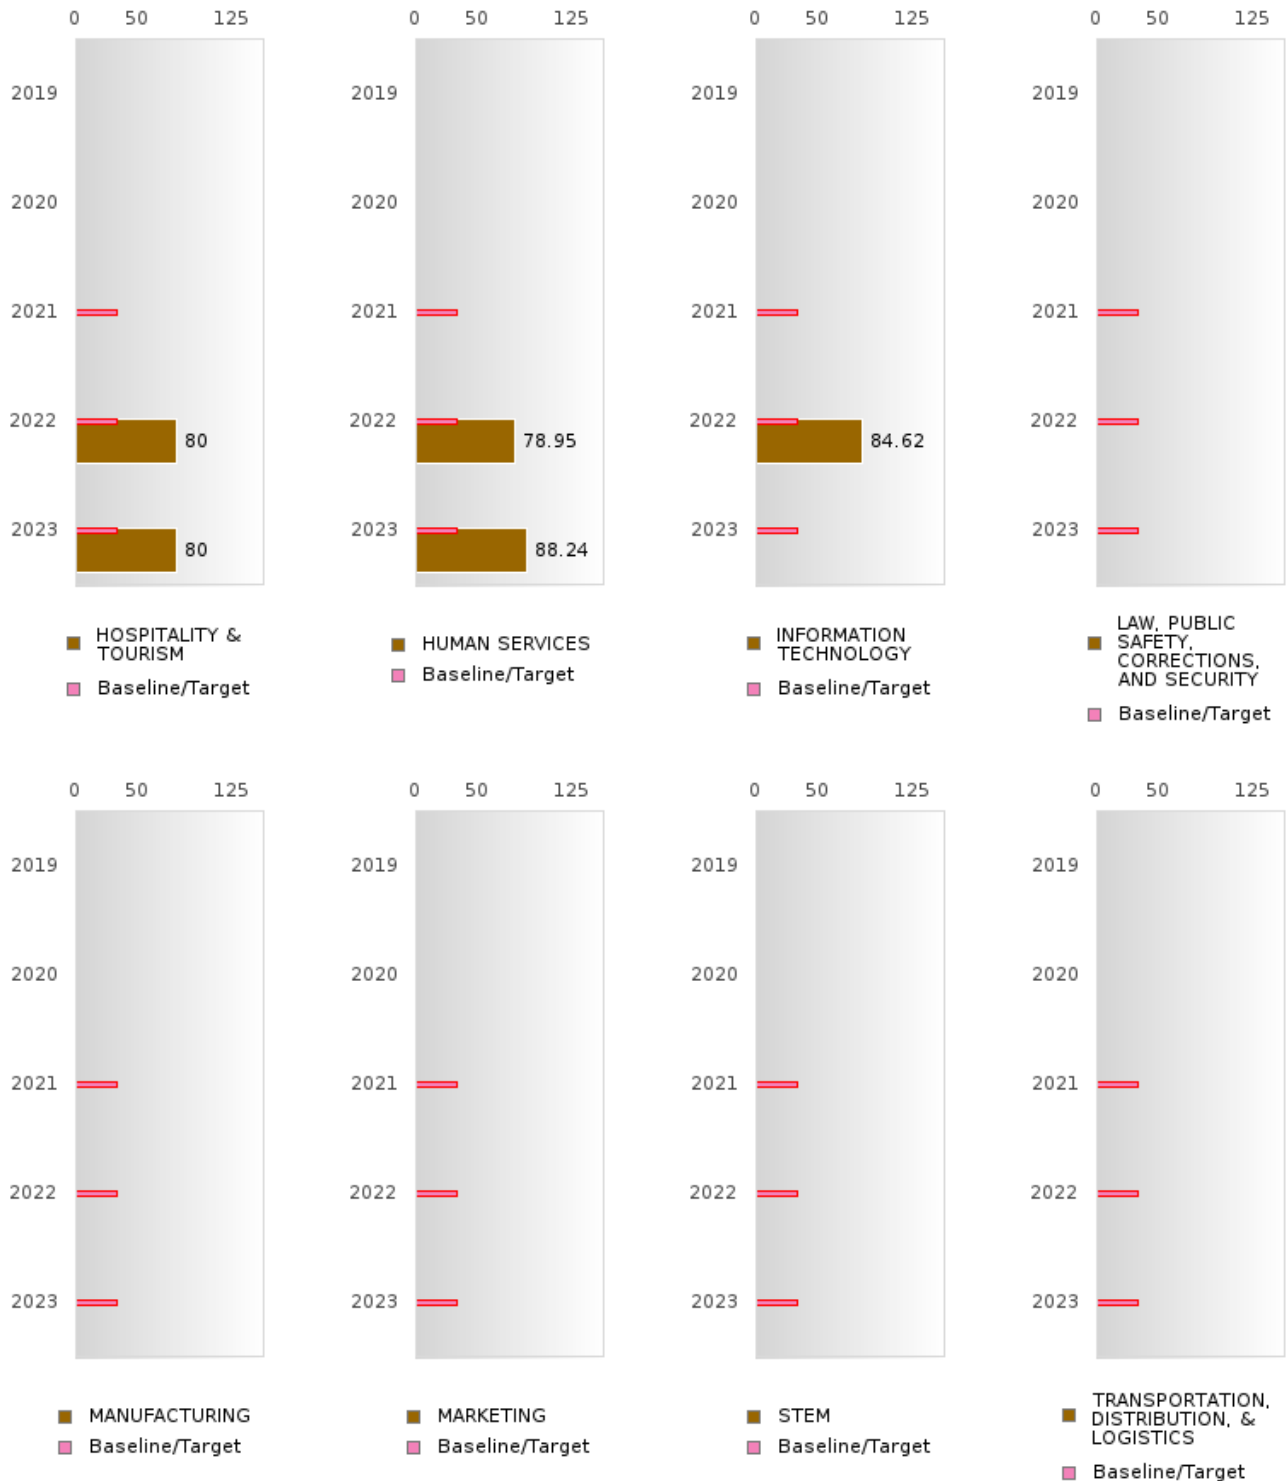 0 50 125
0 50 125
0 50 125
0 50 125
2019
2019
2019
2019
2020
2020
2020
2020
2021
2021
2021
2021
2022
80
2022
78.95
2022
84.62
2022
2023
80
2023
88.24
2023
2023
HOSPITALITY &
TOURISM
Baseline/Target
HUMAN SERVICES
Baseline/Target
INFORMATION
TECHNOLOGY
Baseline/Target
LAW, PUBLIC
SAFETY,
CORRECTIONS,
AND SECURITY
Baseline/Target
0 50 125
0 50 125
0 50 125
0 50 125
2019
2019
2019
2019
2020
2020
2020
2020
2021
2021
2021
2021
2022
2022
2022
2022
2023
2023
2023
2023
MANUFACTURING
Baseline/Target
MARKETING
Baseline/Target
STEM
Baseline/Target
TRANSPORTATION,
DISTRIBUTION, &
LOGISTICS
Baseline/Target